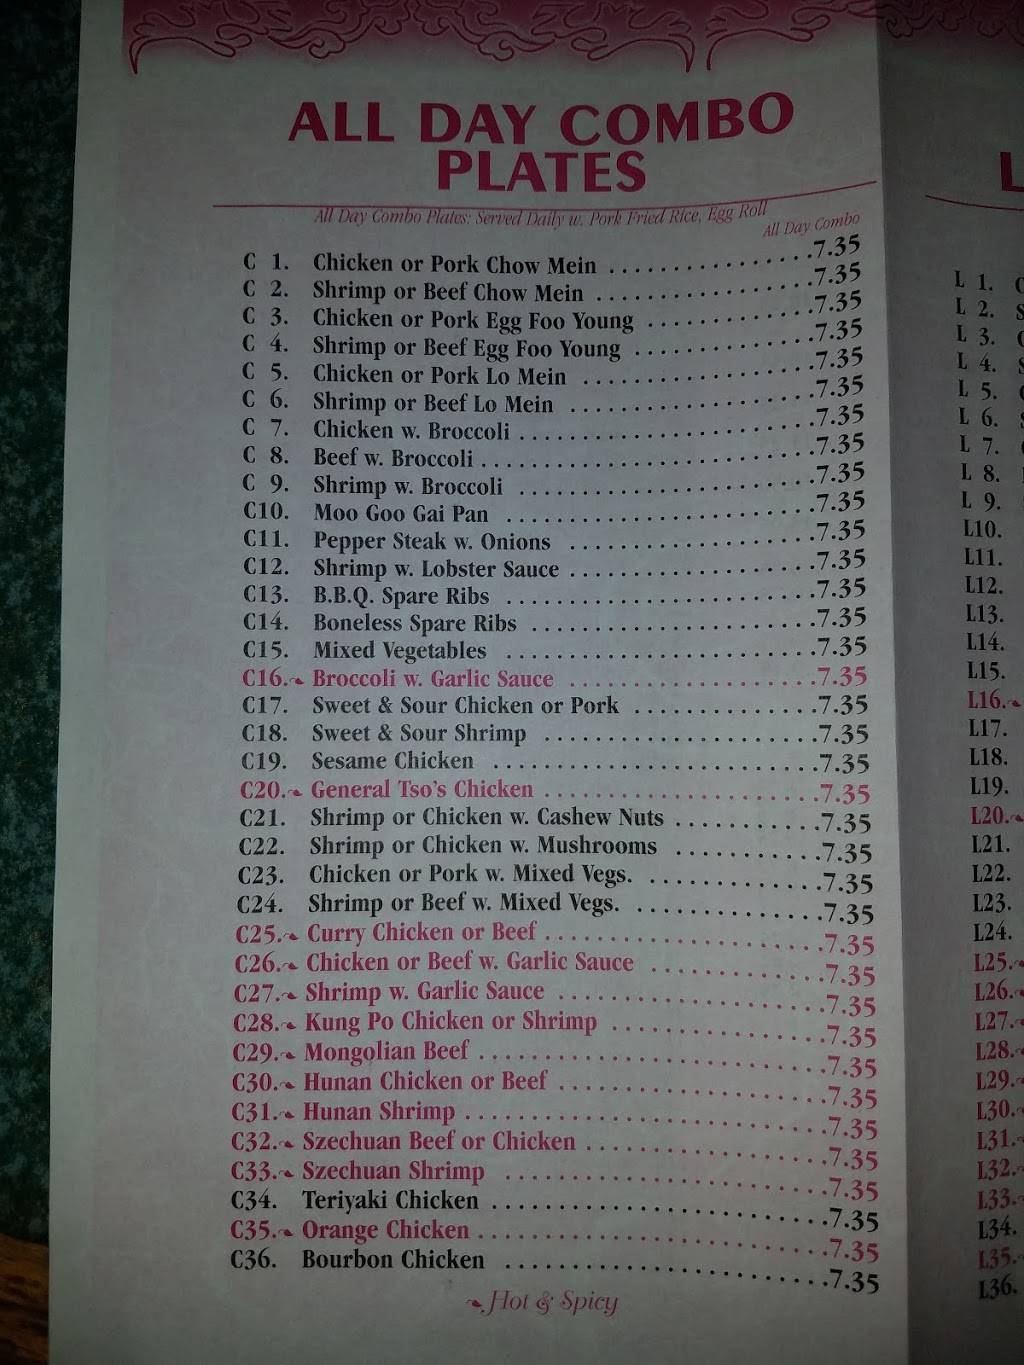 ALL DAY COMBO
PLATES
All Day Combo Plates: Served Daily w. Pork Fried Rice, Egg Roll
All Day Combo
C 1. Chicken or Pork Chow Mein 7.35
C 2. Shrimp or Beef Chow Mein 7.35
C 3. Chicken or Pork Egg Foo Young 7.35
C 4. Shrimp or Beef Egg Foo Young 7.35
C 5. Chicken or Pork Lo Mein 7.35
C 6. Shrimp or Beef Lo Mein 7.35
C 7. Chicken w. Broccoli 7.35
C 8. Beef w. Broccoli 7.35
C 9. Shrimp w. Broccoli 7.35
C10. Moo Goo Gai Pan 7.35
C11. Pepper Steak w. Onions 7.35
C12. Shrimp w. Lobster Sauce 7.35
C13. B.B.Q. Spare Ribs 7.35
C14. Boneless Spare Ribs 7.35
C15. Mixed Vegetables 7.35
C16. Broccoli w. Garlic Sauce 7.35
C17. Sweet & Sour Chicken or Pork 7.35
C18. Sweet & Sour Shrimp 7.35
C19. Sesame Chicken 7.35
C20. General Tso's Chicken 7.35
C21. Shrimp or Chicken w. Cashew Nuts 7.35
C22. Shrimp or Chicken w. Mushrooms 7.35
C23. Chicken or Pork w. Mixed Vegs. 7.35
C24. Shrimp or Beef w. Mixed Vegs. 7.35
C25. Curry Chicken or Beef 7.35
C26. Chicken or Beef w. Garlic Sauce 7.35
C27. Shrimp w. Garlic Sauce 7.35
C28. Kung Po Chicken or Shrimp 7.35
C29. Mongolian Beef 7.35
C30. Hunan Chicken or Beef 7.35
C31. Hunan Shrimp 7.35
C32. Szechuan Beef or Chicken 7.35
C33. Szechuan Shrimp 7.35
C34. Teriyaki Chicken 7.35
C35. Orange Chicken 7.35
C36. Bourbon Chicken 7.35
Hot & Spicy
L 1.
L 2.
L 3.
L 4.
L 5.
L 6.
L 7.
L 8.
L 9.
L10.
L11.
L12.
L13.
L14.
L15.
L16.
L17.
L18.
L19.
L20.
L21.
L22.
L23.
L24.
L25.
L26.
L27.
L28.
L29.
L30.
L31.
L32.
L33.
L34.
L35.
L36.